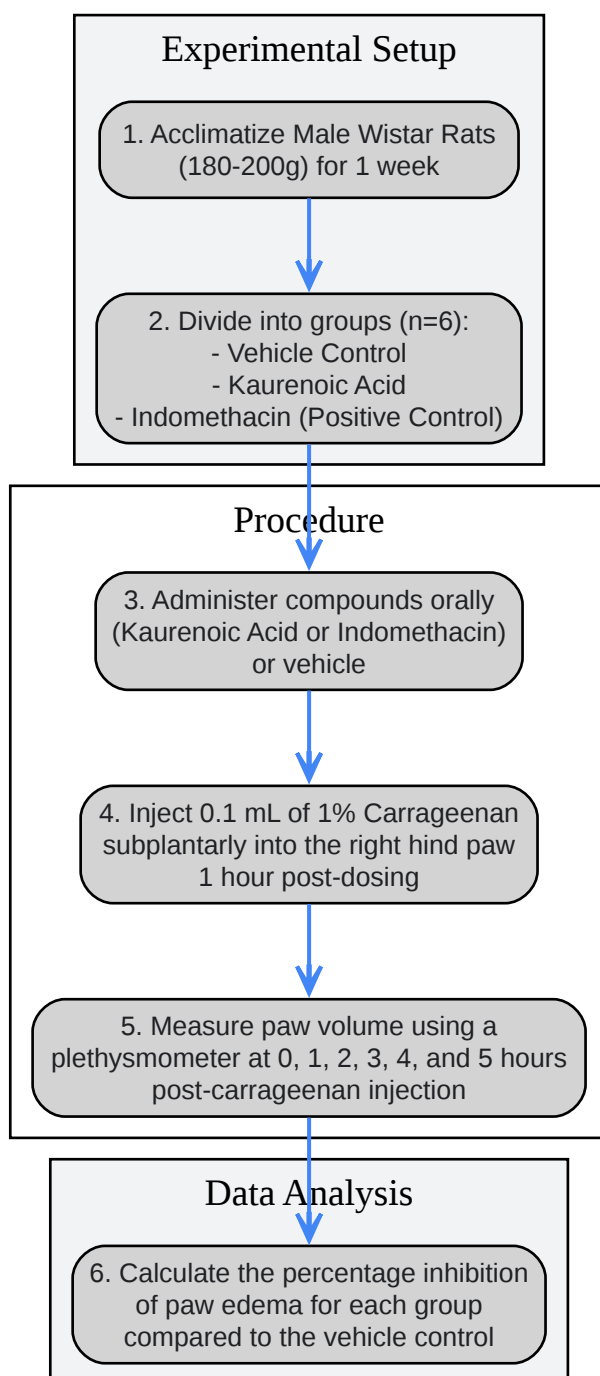 Experimental Setup
1. Acclimatize Male Wistar Rats
(180-200g) for 1 week
2. Divide into groups (n=6):
- Vehicle Control
- Kaurenoic Acid
- Indomethacin (Positive Control)
Procedure
3. Administer compounds orally
(Kaurenoic Acid or Indomethacin)
or vehicle
4. Inject 0.1 mL of 1% Carrageenan
subplantarly into the right hind paw
1 hour post-dosing
5. Measure paw volume using a
plethysmometer at 0, 1, 2, 3, 4, and 5 hours
post-carrageenan injection
Data Analysis
6. Calculate the percentage inhibition
of paw edema for each group
compared to the vehicle control